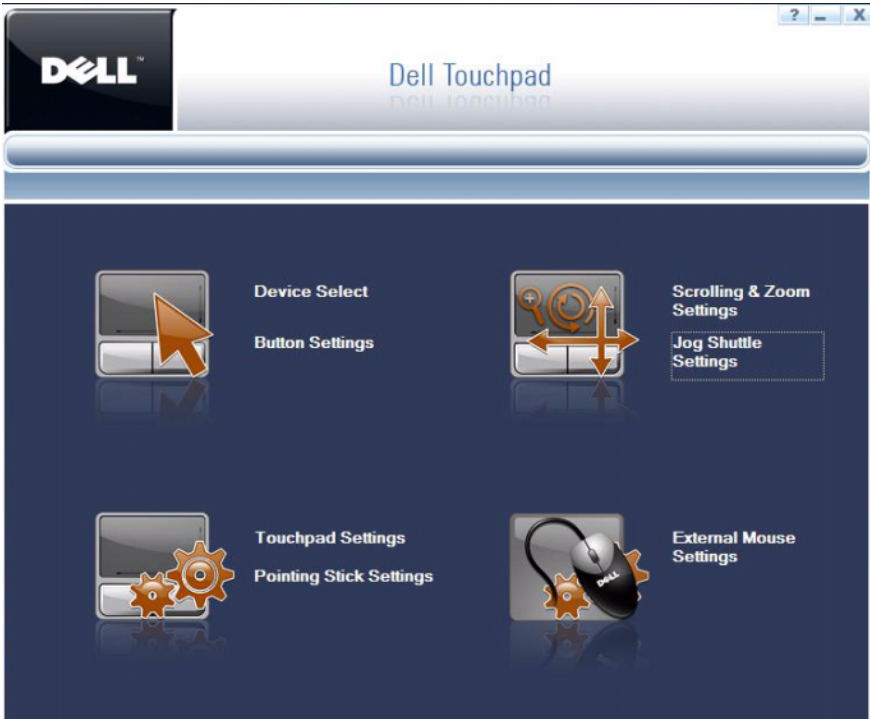 ? _ X
DELL™
Dell Touchpad
Device Select
Button Settings
Scrolling & Zoom
Settings
Jog Shuttle
Settings
Touchpad Settings
Pointing Stick Settings
External Mouse
Settings
DELL